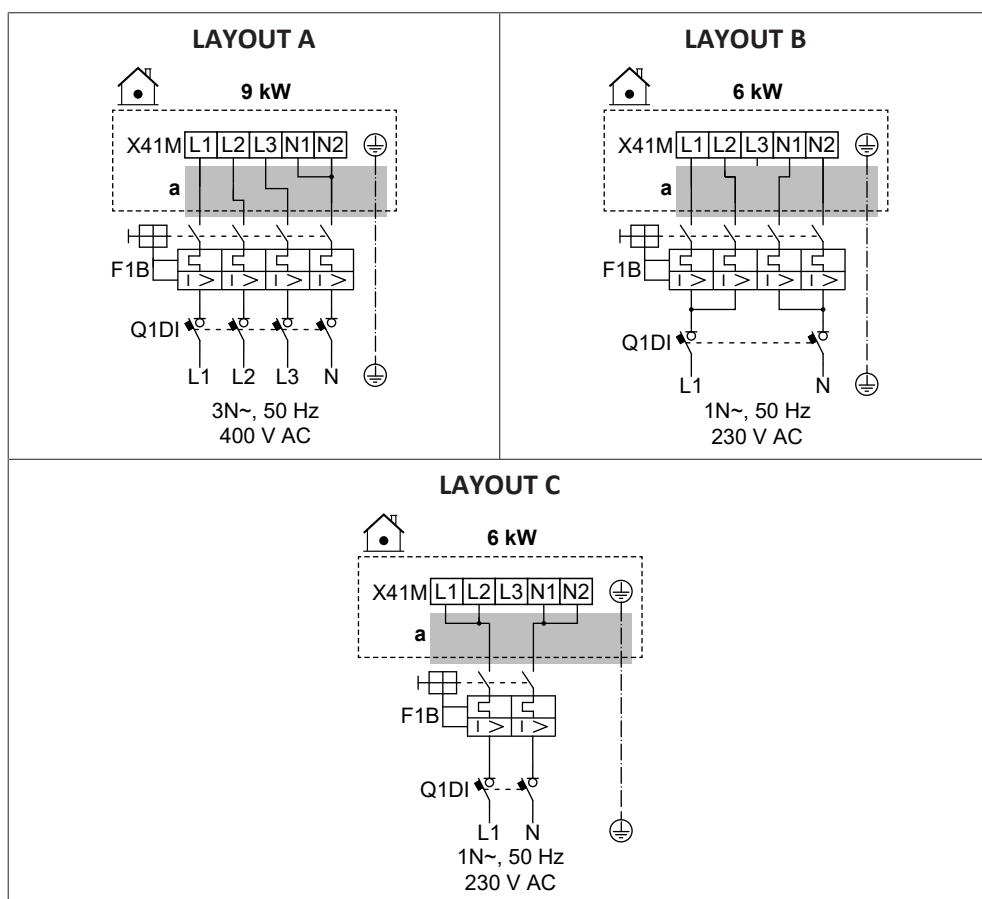 LAYOUT A
9 kW
X41M L1 L2 L3 N1 N2
a
F1B
I > I > I > I >
Q1DI
L1 L2 L3 N
3N~, 50 Hz
400 V AC
LAYOUT B
6 kW
X41M L1 L2 L3 N1 N2
a
F1B
I > I > I > I >
Q1DI
L1 N
1N~, 50 Hz
230 V AC
LAYOUT C
6 kW
X41M L1 L2 L3 N1 N2
a
F1B
I > I >
Q1DI
L1 N
1N~, 50 Hz
230 V AC